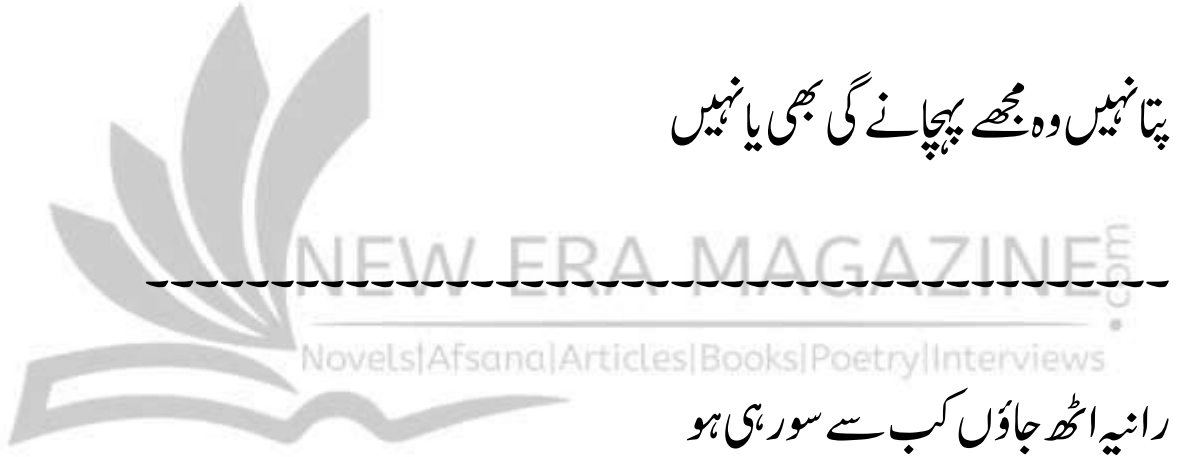 پتا نہیں وہ مجھے پہچانے گی بھی یا نہیں
NEW ERA MAGAZINE.com
۔۔۔۔۔۔۔۔۔۔۔۔۔۔۔۔۔۔۔۔۔۔۔۔۔۔۔۔۔۔۔۔۔۔۔۔۔۔۔۔۔
Novels|Afsana|Articles|Books|Poetry|Interviews
رانیہ اٹھ جاؤں کب سے سو رہی ہو